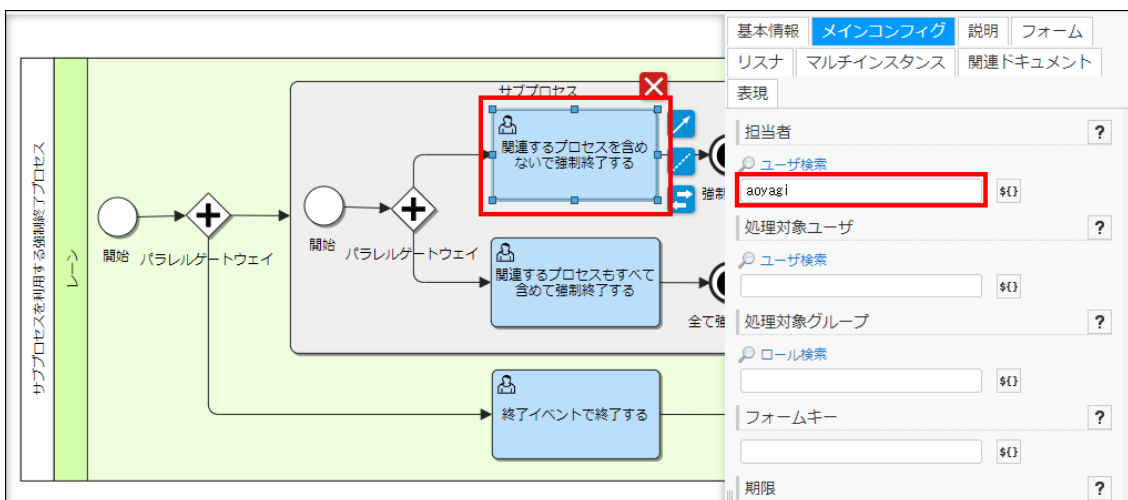 サブプロセスを利用する強制終了プロセス
レーン
開始
パラレルゲートウェイ
サブプロセス
開始
パラレルゲートウェイ
関連するプロセスを含め
ないで強制終了する
強制
関連するプロセスもすべて
含めて強制終了する
全て強
終了イベントで終了する
基本情報 メインコンフィグ 説明 フォーム
リスナ マルチインスタンス 関連ドキュメント
表現
担当者 ?
ユーザ検索
aoyagi ${}
処理対象ユーザ ?
ユーザ検索
${}
処理対象グループ ?
ロール検索
${}
フォームキー ?
${}
期限 ?